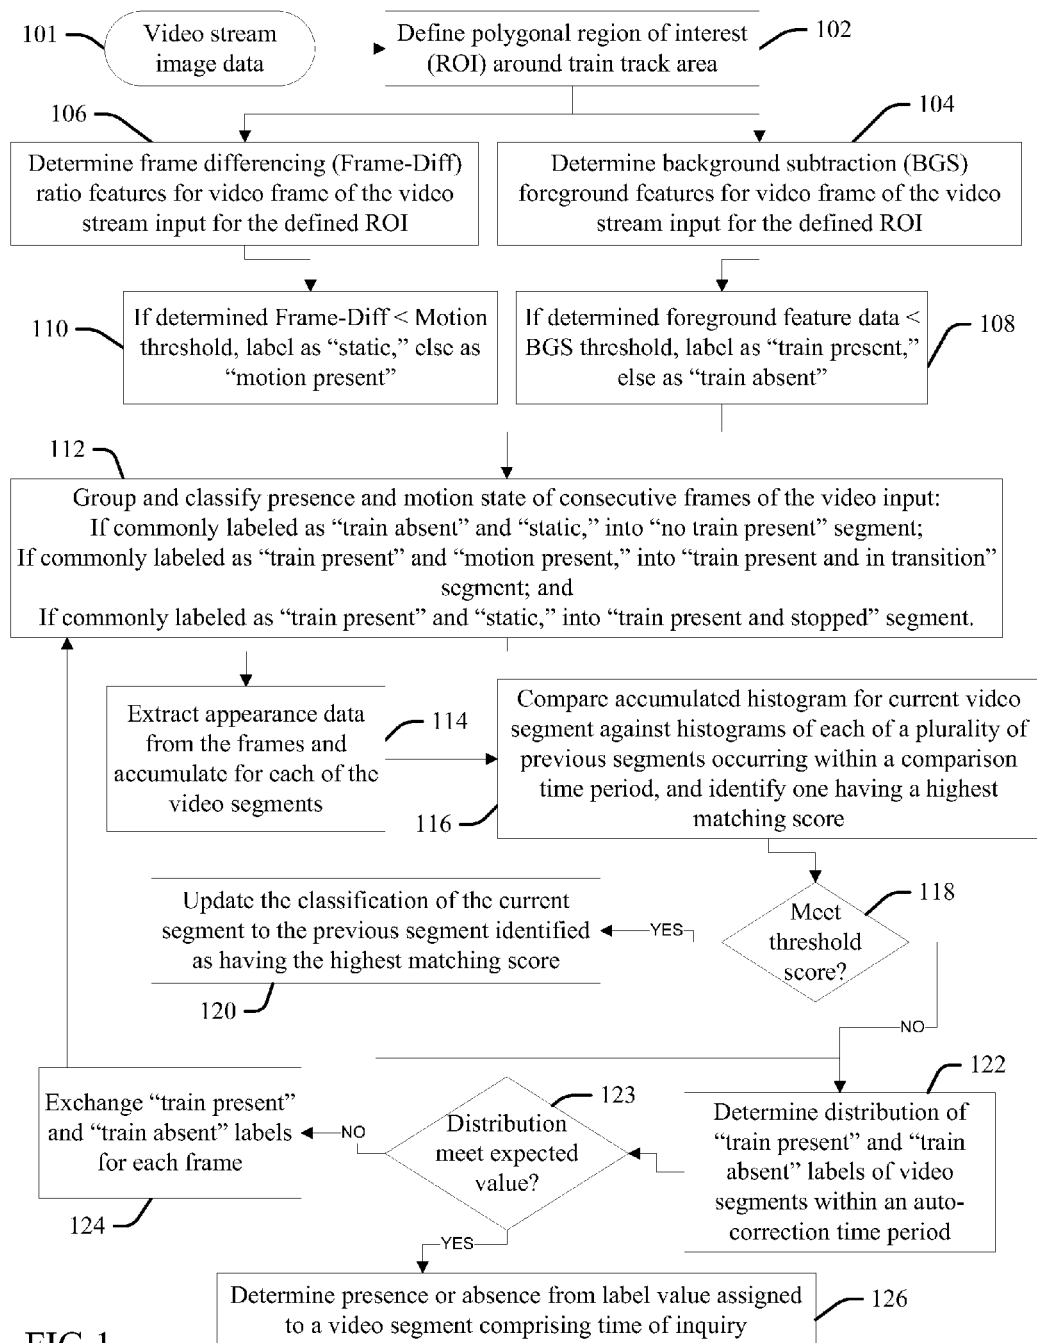 101
Video stream
image data
Define polygonal region of interest
(ROI) around train track area
102
106
104
Determine frame differencing (Frame-Diff)
ratio features for video frame of the video
stream input for the defined ROI
Determine background subtraction (BGS)
foreground features for video frame of the video
stream input for the defined ROI
110
If determined Frame-Diff < Motion
threshold, label as “static,” else as
“motion present”
If determined foreground feature data <
BGS threshold, label as “train present,”
else as “train absent”
108
112
Group and classify presence and motion state of consecutive frames of the video input:
If commonly labeled as “train absent” and “static,” into “no train present” segment;
If commonly labeled as “train present” and “motion present,” into “train present and in transition”
segment; and
If commonly labeled as “train present” and “static,” into “train present and stopped” segment.
Extract appearance data
from the frames and
accumulate for each of the
video segments
114
Compare accumulated histogram for current video
segment against histograms of each of a plurality of
previous segments occurring within a comparison
time period, and identify one having a highest
matching score
116
Update the classification of the current
segment to the previous segment identified
as having the highest matching score
120
YES
Meet
threshold
score?
118
NO
122
Exchange “train present”
and “train absent” labels
for each frame
124
NO
Distribution
meet expected
value?
123
Determine distribution of
“train present” and “train
absent” labels of video
segments within an auto-
correction time period
YES
Determine presence or absence from label value assigned
to a video segment comprising time of inquiry
126
FIG 1